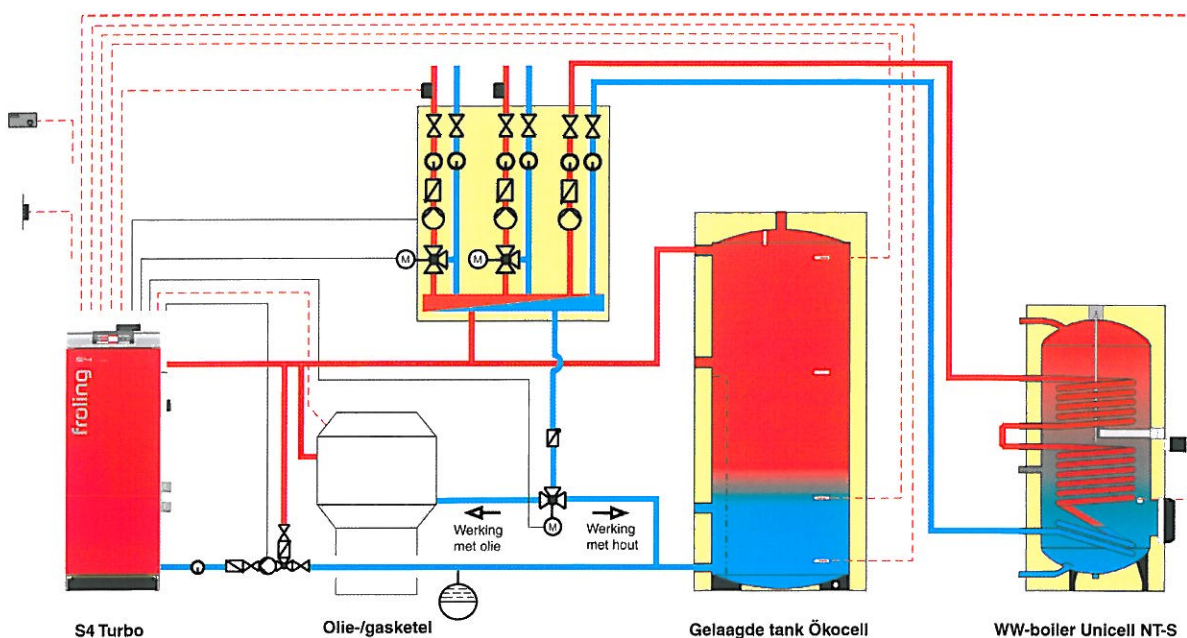 M
M
froling
Werking
met olie
M
Werking
met hout
S4 Turbo
Olie-/gasketel
Gelaagde tank Ökocell
WW-boiler Unicell NT-S